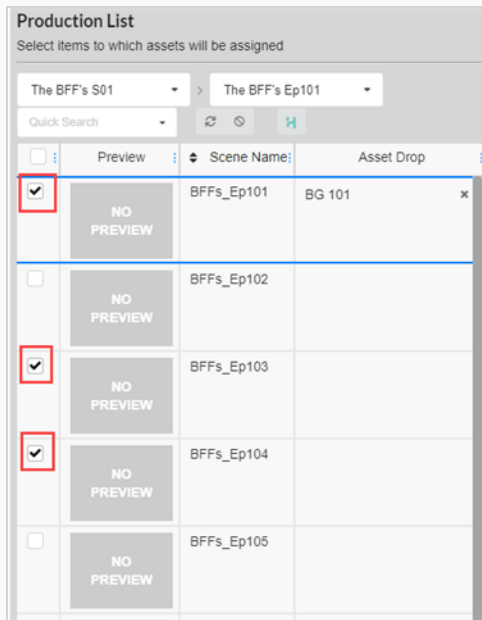 Production List
Select items to which assets will be assigned
The BFF's S01 > The BFF's Ep101
Quick Search
Preview Scene Name Asset Drop
BFFs_Ep101 BG 101 ×
NO
PREVIEW
BFFs_Ep102
NO
PREVIEW
BFFs_Ep103
NO
PREVIEW
BFFs_Ep104
NO
PREVIEW
BFFs_Ep105
NO
PREVIEW